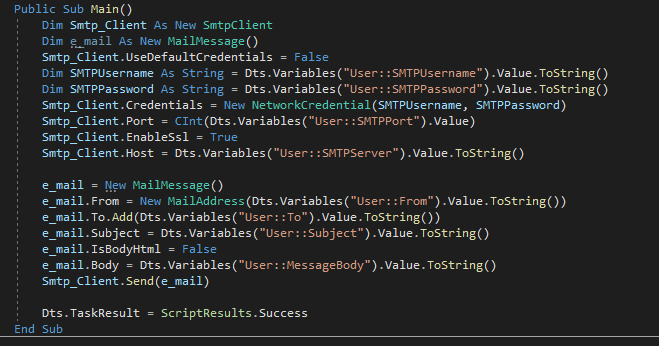 Public Sub Main()
Dim Smtp_Client As New SmtpClient
Dim e_mail As New MailMessage()
Smtp_Client.UseDefaultCredentials = False
Dim SMTPUsername As String = Dts.Variables("User::SMTPUsername").Value.ToString()
Dim SMTPPassword As String = Dts.Variables("User::SMTPPassword").Value.ToString()
Smtp_Client.Credentials = New NetworkCredential(SMTPUsername, SMTPPassword)
Smtp_Client.Port = CInt(Dts.Variables("User::SMTPPort").Value)
Smtp_Client.EnableSsl = True
Smtp_Client.Host = Dts.Variables("User::SMTPServer").Value.ToString()
e_mail = New MailMessage()
e_mail.From = New MailAddress(Dts.Variables("User::From").Value.ToString())
e_mail.To.Add(Dts.Variables("User::To").Value.ToString())
e_mail.Subject = Dts.Variables("User::Subject").Value.ToString()
e_mail.IsBodyHtml = False
e_mail.Body = Dts.Variables("User::MessageBody").Value.ToString()
Smtp_Client.Send(e_mail)
Dts.TaskResult = ScriptResults.Success
End Sub